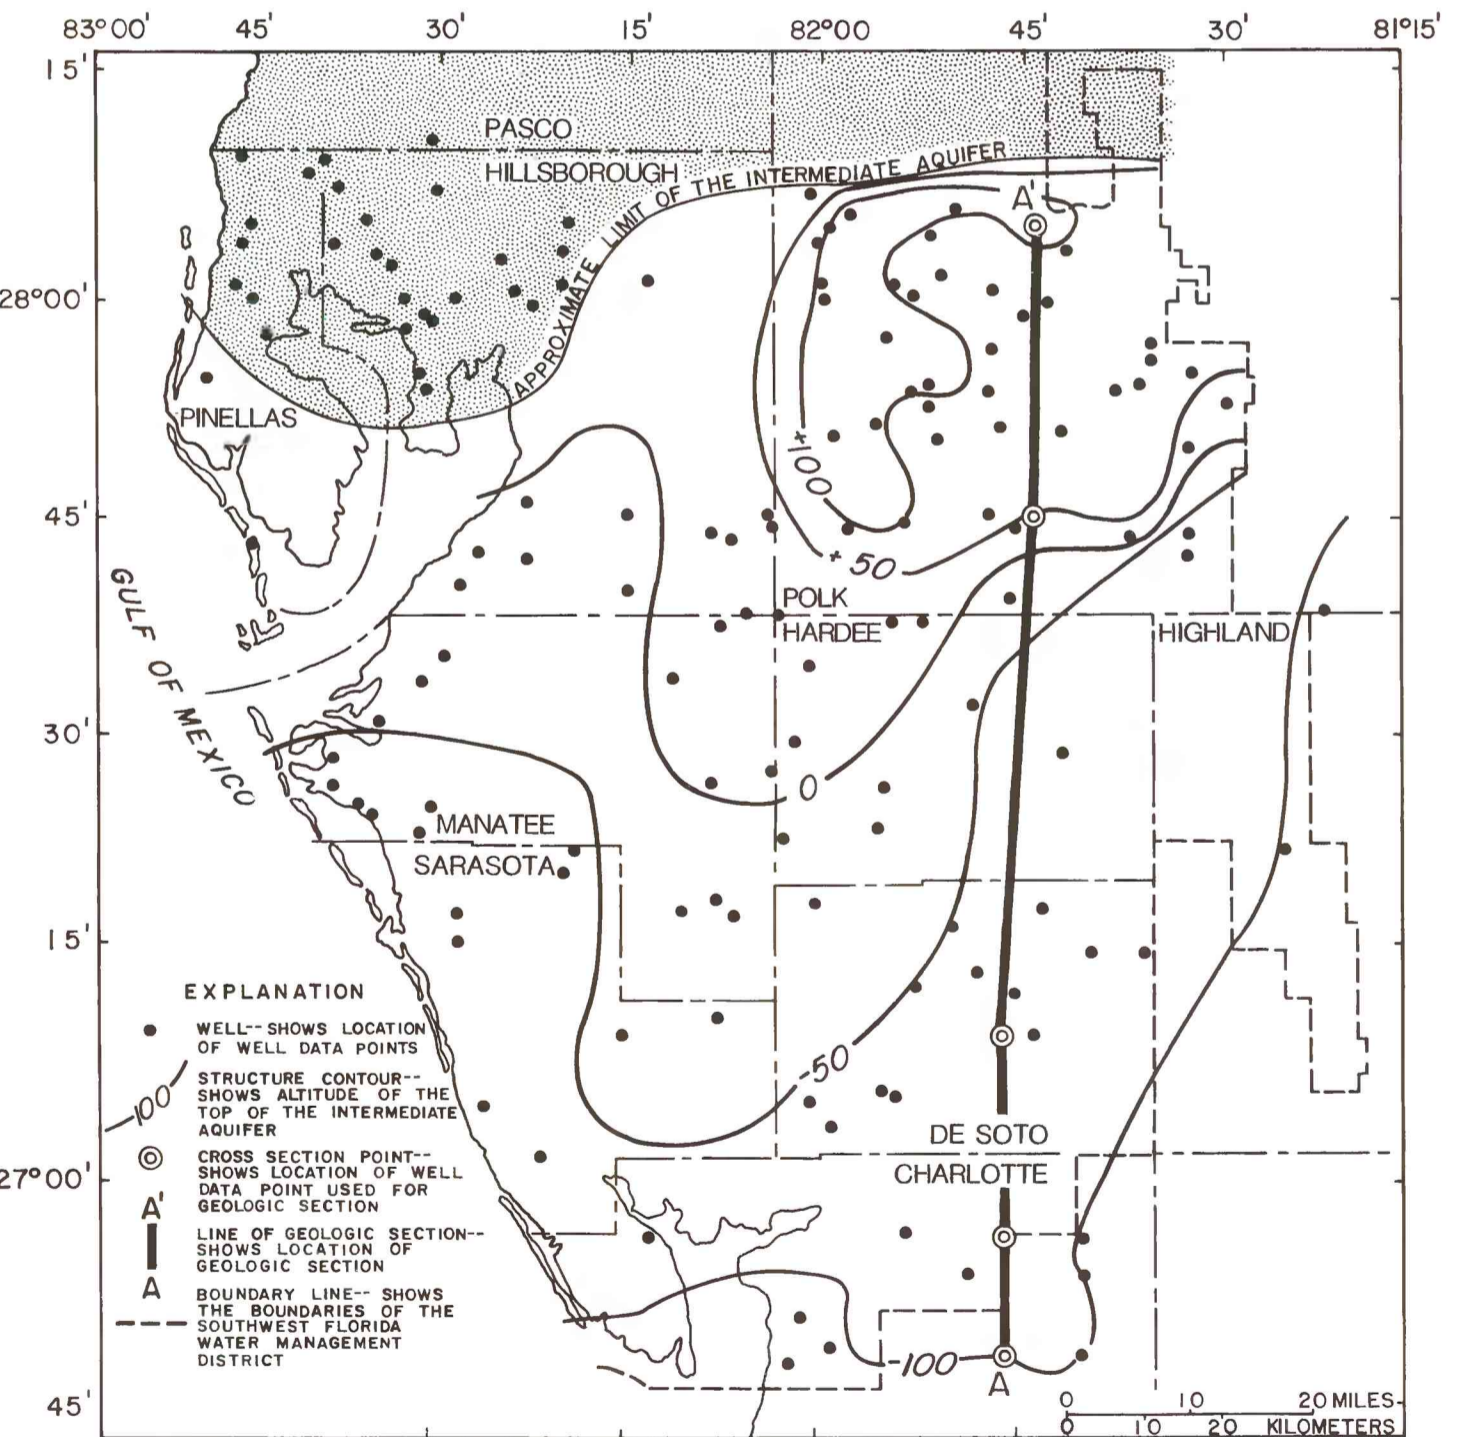 83°00' 45' 30' 15' 82°00' 45' 30' 81°15'
15'
PASCO
HILLSBOROUGH
APPROXIMATE LIMIT OF THE INTERMEDIATE AQUIFER
A'
28°00'
PINELLAS
+100
45'
+50
GULF OF MEXICO
POLK
HARDEE
HIGHLAND
30'
0
MANATEE
SARASOTA
15'
-50
EXPLANATION
WELL-- SHOWS LOCATION
OF WELL DATA POINTS
-100
STRUCTURE CONTOUR--
SHOWS ALTITUDE OF THE
TOP OF THE INTERMEDIATE
AQUIFER
CROSS SECTION POINT--
SHOWS LOCATION OF WELL
DATA POINT USED FOR
GEOLOGIC SECTION
A'
LINE OF GEOLOGIC SECTION--
SHOWS LOCATION OF
GEOLOGIC SECTION
A
BOUNDARY LINE-- SHOWS
THE BOUNDARIES OF THE
SOUTHWEST FLORIDA
WATER MANAGEMENT
DISTRICT
DE SOTO
CHARLOTTE
27°00'
-100
A
45'
0 10 20 MILES
0 10 20 KILOMETERS